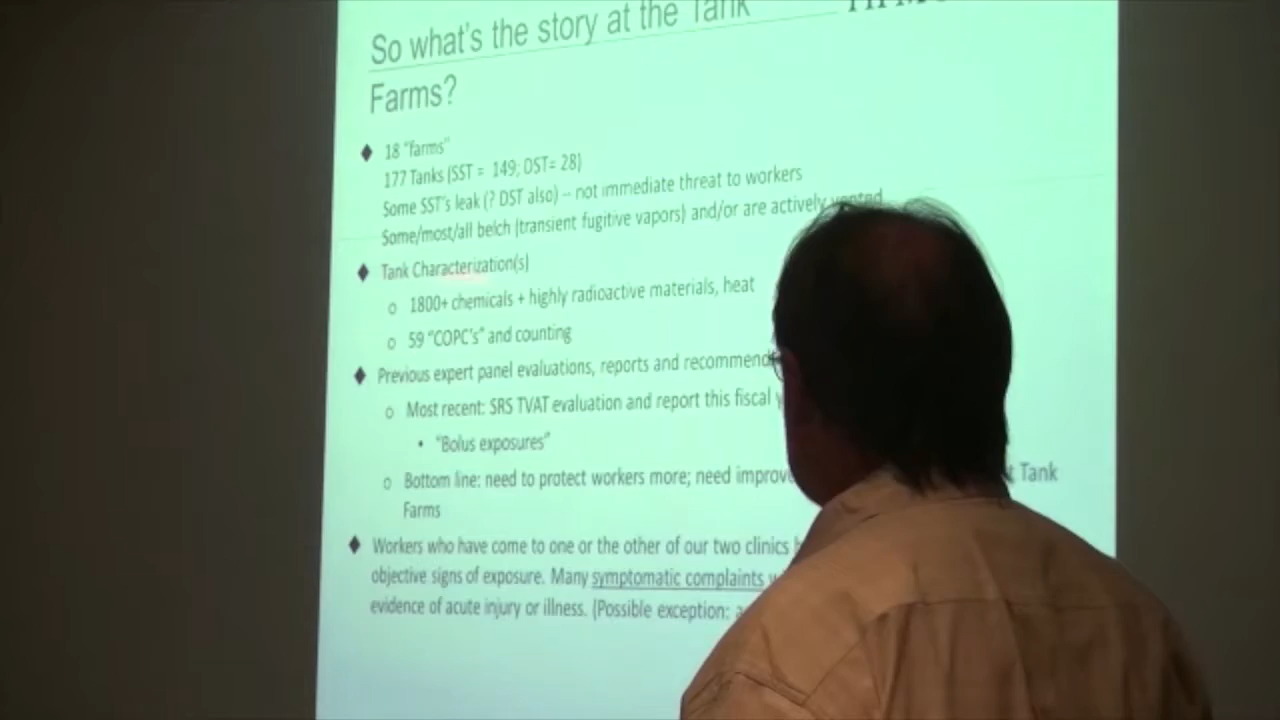 So what's the story at the Tank
Farms?
18 "farms"
177 Tanks (SST = 149; DST= 28)
Some SST's leak (? DST also) – not immediate threat to workers
Some/most/all belch (transient fugitive vapors) and/or are actively vented
Tank Characterization(s)
1800+ chemicals + highly radioactive materials, heat
59 "COPC's" and counting
Previous expert panel evaluations, reports and
Most recent: SRS TVAT evaluation and report this fiscal
"Bolus exposures"
Bottom line: need to protect workers more; need Tank
Farms
Workers who have come to one or the other of our two clinics
objective signs of exposure. Many symptomatic complaints
evidence of acute injury or illness. (Possible exception: